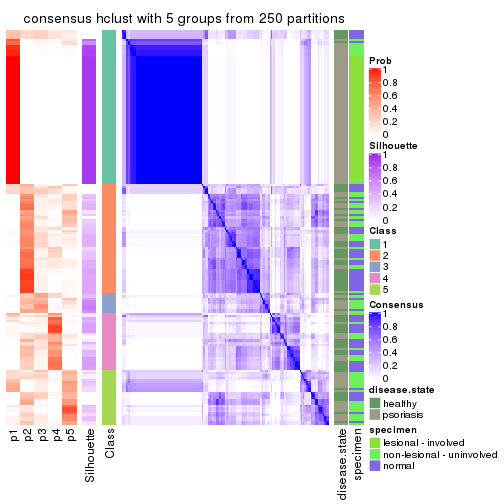 consensus hclust with 5 groups from 250 partitions
Prob
1
0.8
0.6
0.4
0.2
0
Silhouette
1
0.8
0.6
0.4
0.2
0
Class
1
2
3
4
5
Consensus
1
0.8
0.6
0.4
0.2
0
disease.state
healthy
psoriasis
specimen
lesional - involved
non-lesional - uninvolved
normal
p1
p2
p3
p4
p5
Silhouette
Class
disease.state
specimen